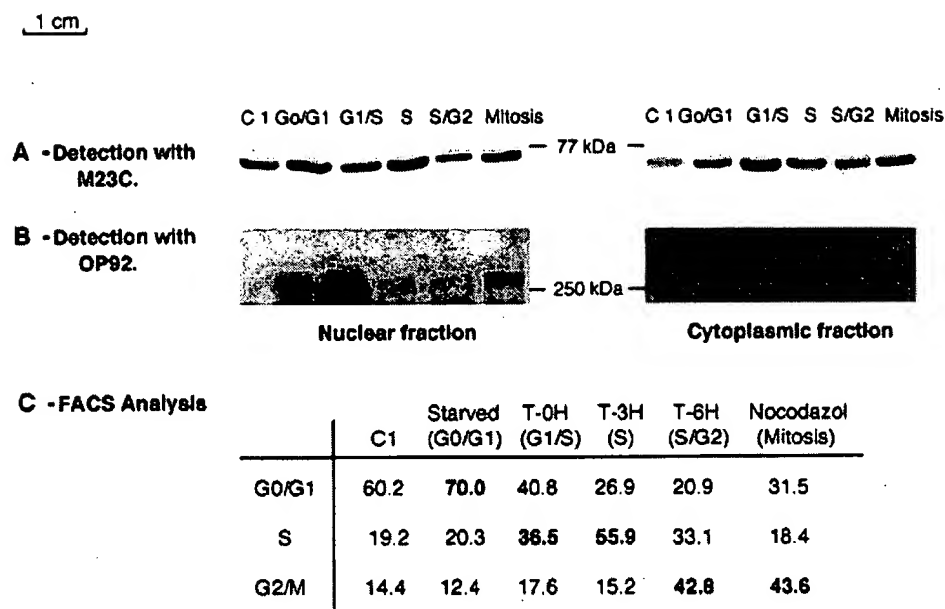 1 cm
C 1 Go/G1 G1/S S S/G2 Mitosis
C 1 Go/G1 G1/S S S/G2 Mitosis
A - Detection with
M23C.
77 kDa
B - Detection with
OP92.
250 kDa
Nuclear fraction
Cytoplasmic fraction
C - FACS Analysis
C1 Starved (G0/G1) T-0H (G1/S) T-3H (S) T-6H (S/G2) Nocodazol (Mitosis)
G0/G1 60.2 70.0 40.8 26.9 20.9 31.5
S 19.2 20.3 36.5 55.9 33.1 18.4
G2/M 14.4 12.4 17.6 15.2 42.8 43.6